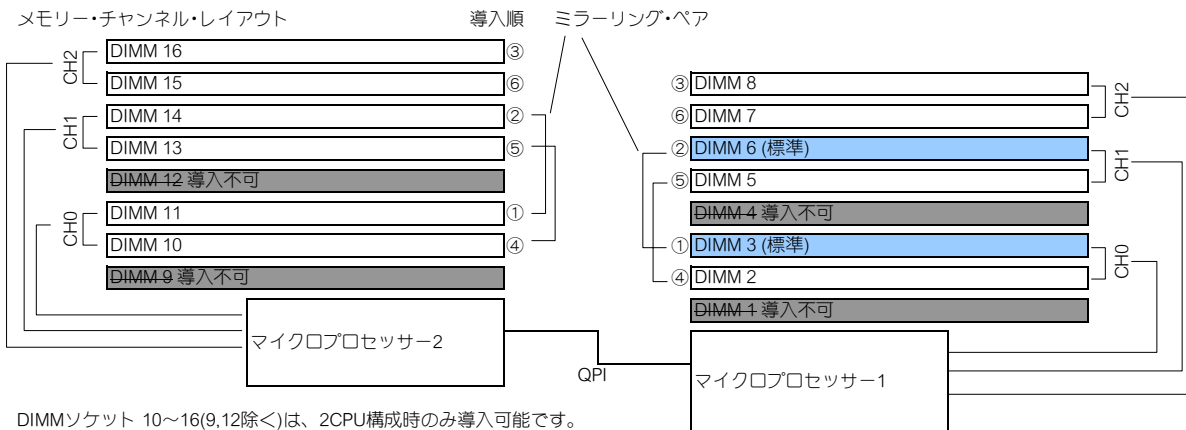 メモリー・チャンネル・レイアウト 導入順 ミラーリング・ペア
CH2
DIMM 16 ③
DIMM 15 ⑥
CH1
DIMM 14 ②
DIMM 13 ⑤
DIMM 12 導入不可
CH0
DIMM 11 ①
DIMM 10 ④
DIMM 9 導入不可
マイクロプロセッサー2
QPI
③ DIMM 8
⑥ DIMM 7
CH2
② DIMM 6 (標準)
⑤ DIMM 5
CH1
DIMM 4 導入不可
① DIMM 3 (標準)
④ DIMM 2
CH0
DIMM 1 導入不可
マイクロプロセッサー1
DIMMソケット 10～16(9,12除く)は、2CPU構成時のみ導入可能です。